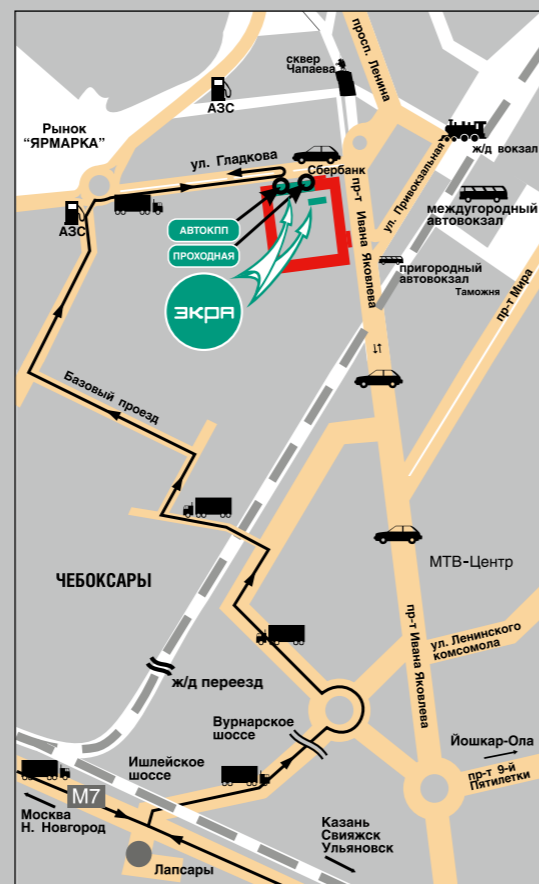 просп. Ленина
сквер
Чапаева
АЗС
Рынок
"ЯРМАРКА"
ж/д вокзал
ул. Гладкова
Сбербанк
ул. Привокзальная
междугородный
автовокзал
АЗС
АВТОКПП
ПРОХОДНАЯ
пр-т Ивана Яковлева
пригородный
автовокзал
Таможня
пр-т Мира
ЭКРА
Базовый проезд
МТВ-Центр
ЧЕБОКСАРЫ
пр-т Ивана Яковлева
ул. Ленинского
комсомола
ж/д переезд
Вурнарское
шоссе
Йошкар-Ола
Ишлейское
шоссе
пр-т 9-й
Пятилетки
М7
Москва
Н. Новгород
Казань
Свияжск
Ульяновск
Лапсары